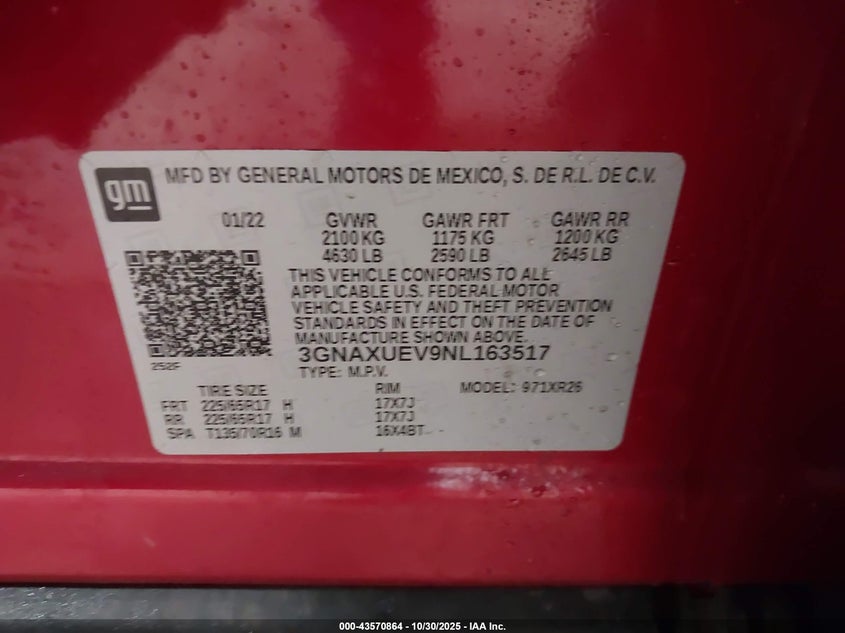 gm
MFD BY GENERAL MOTORS DE MEXICO, S. DE R.L. DE C.V.
01/22 GVWR GAWR FRT GAWR RR
2100 KG 1175 KG 1200 KG
4630 LB 2590 LB 2645 LB
THIS VEHICLE CONFORMS TO ALL
APPLICABLE U.S. FEDERAL MOTOR
VEHICLE SAFETY AND THEFT PREVENTION
STANDARDS IN EFFECT ON THE DATE OF
MANUFACTURE SHOWN ABOVE.
252F
3GNAXUEV9NL163517
TYPE: M.P.V.
TIRE SIZE RIM MODEL: 971XR26
FRT 225/65R17 H 17X7J
RR 225/65R17 H 17X7J
SPA T135/70R16 M 16X4BT
000-43570864 - 10/30/2025 - IAA Inc.